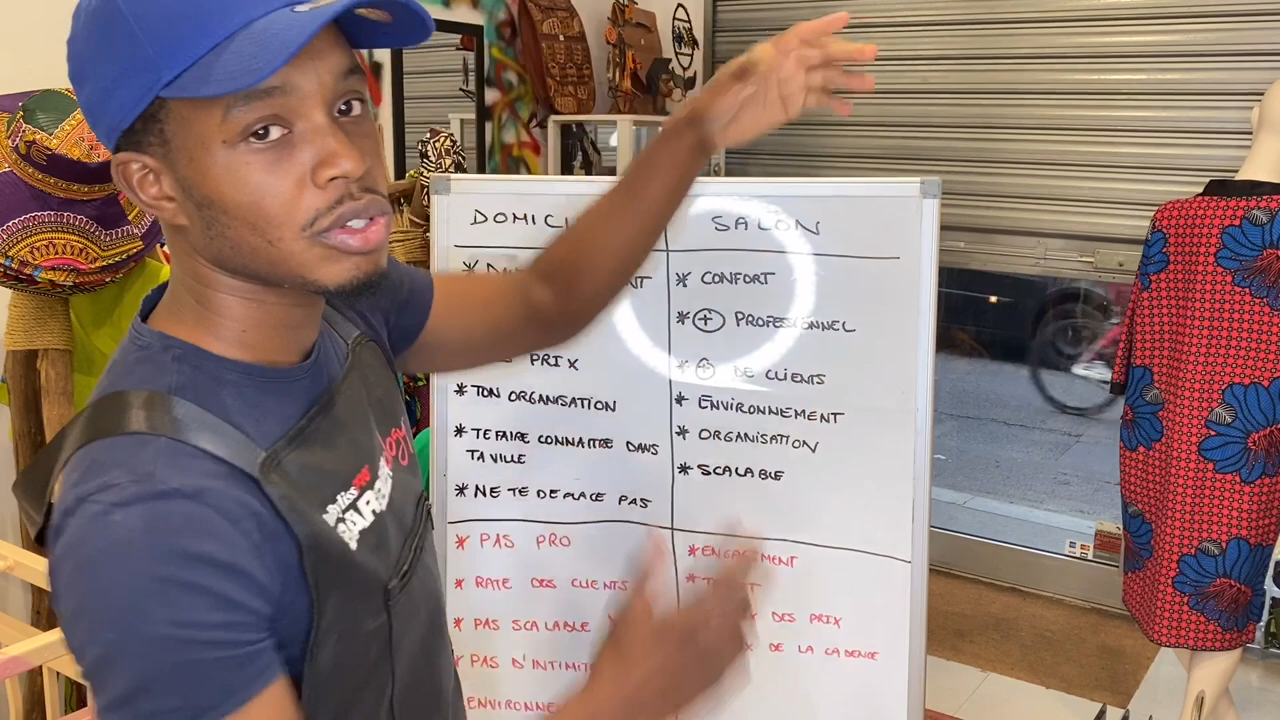 SALON
* CONFORT
* + PROFESSIONNEL
PRIX
* + DE CLIENTS
* TON ORGANISATION
* ENVIRONNEMENT
* TE FAIRE CONNAITRE DANS
TA VILLE
* ORGANISATION
* SCALABLE
* NE TE DEPLACE PAS
* PAS PRO
* RATE DES CLIENTS
* PAS SCALABLE
* PAS D'INTIMIT
ENVIRONNE
* ENGAGEMENT
DES PRIX
DE LA CADENCE